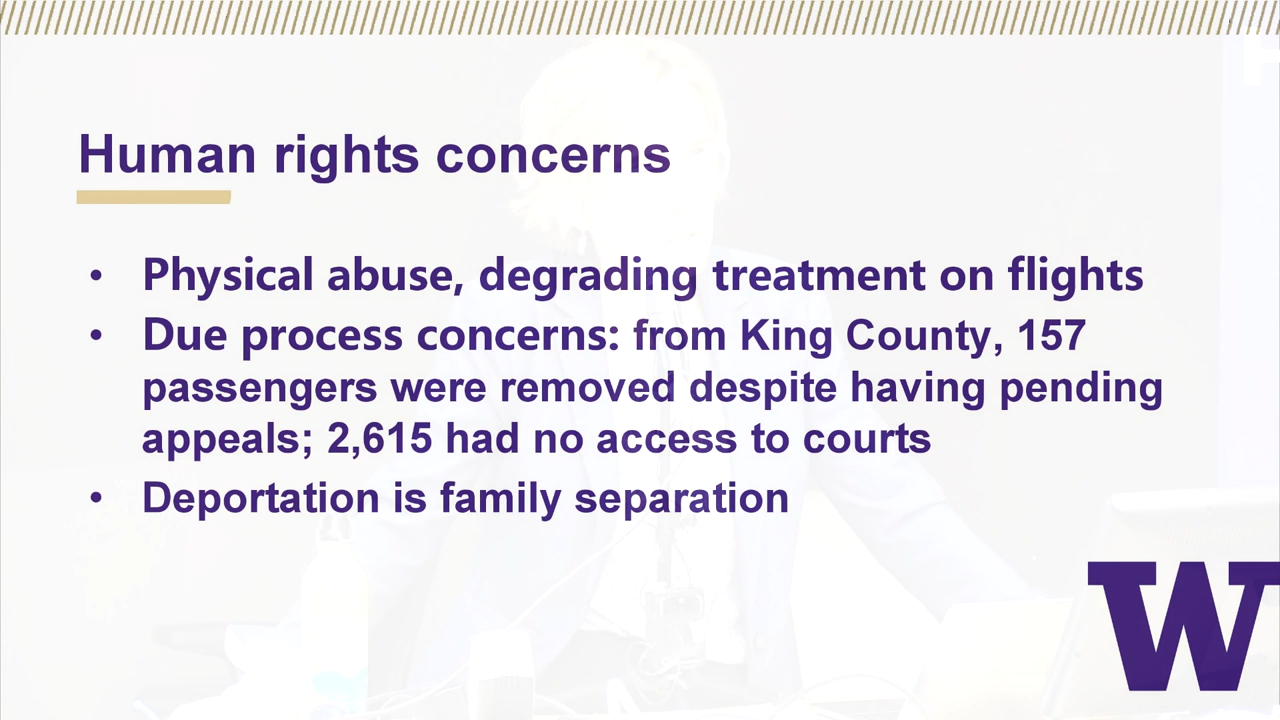 Human rights concerns
• Physical abuse, degrading treatment on flights
• Due process concerns: from King County, 157
passengers were removed despite having pending
appeals; 2,615 had no access to courts
• Deportation is family separation
W